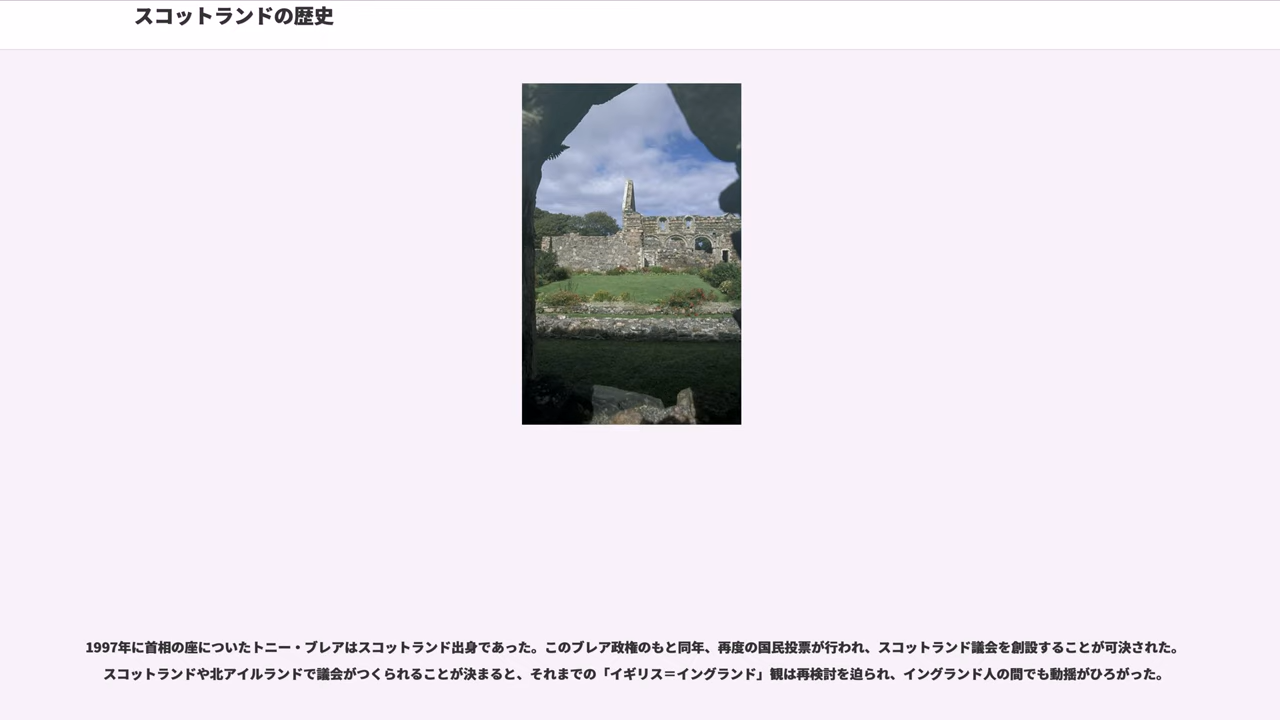 スコットランドの歴史
1997年に首相の座についたトニー・ブレアはスコットランド出身であった。このブレア政権のもと同年、再度の国民投票が行われ、スコットランド議会を創設することが可決された。
スコットランドや北アイルランドで議会がつくられることが決まると、それまでの「イギリス＝イングランド」観は再検討を迫られ、イングランド人の間でも動揺がひろがった。